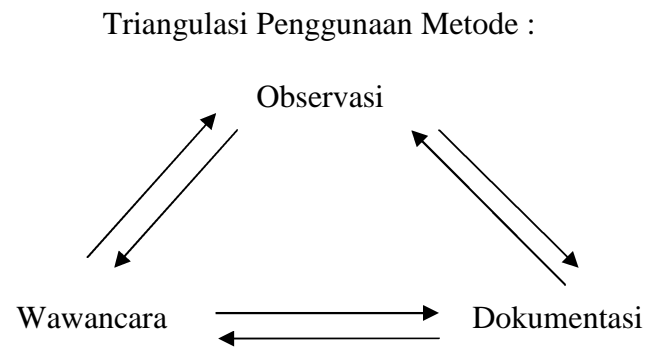 Triangulasi Penggunaan Metode :
Observasi
Wawancara
Dokumentasi